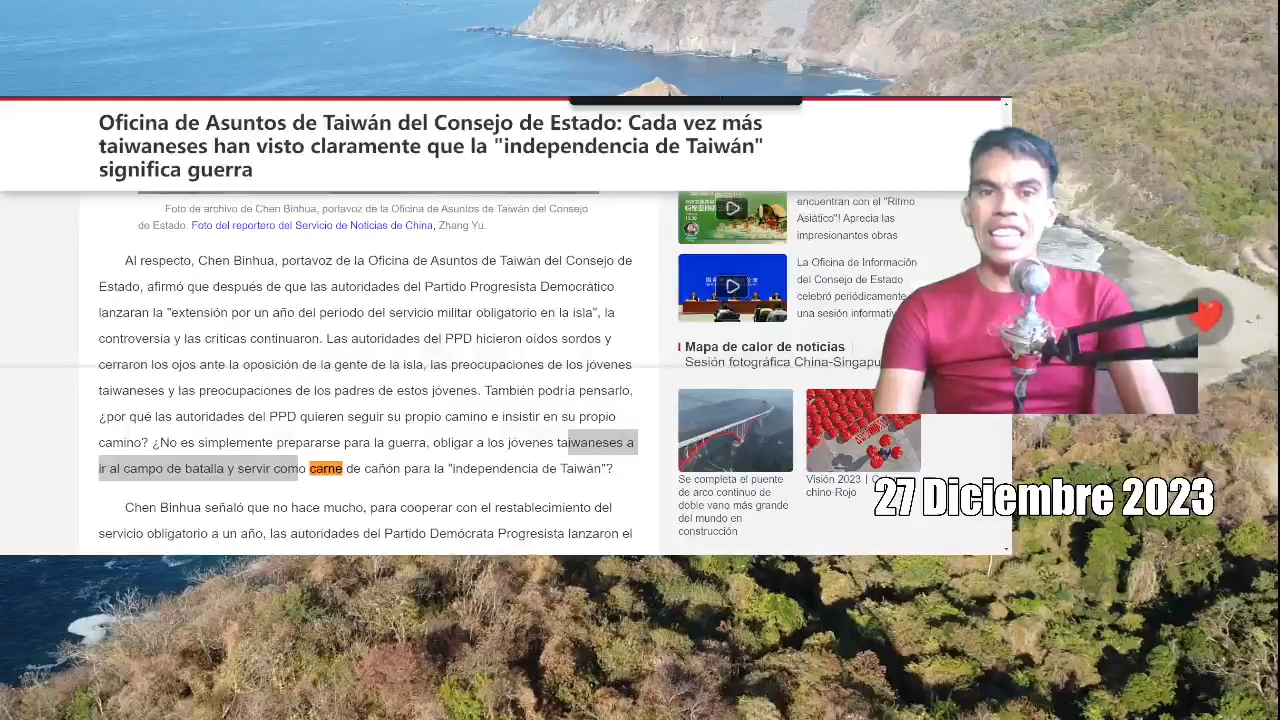 Oficina de Asuntos de Taiwán del Consejo de Estado: Cada vez más
taiwaneses han visto claramente que la "independencia de Taiwán"
significa guerra
Foto de archivo de Chen Binhua, portavoz de la Oficina de Asuntos de Taiwán del Consejo
de Estado. Foto del reportero del Servicio de Noticias de China, Zhang Yu.
Al respecto, Chen Binhua, portavoz de la Oficina de Asuntos de Taiwán del Consejo de
Estado, afirmó que después de que las autoridades del Partido Progresista Democrático
lanzaran la "extensión por un año del período del servicio militar obligatorio en la isla", la
controversia y las críticas continuaron. Las autoridades del PPD hicieron oídos sordos y
cerraron los ojos ante la oposición dirigente de la isla, las preocupaciones de los jóvenes
taiwaneses y las preocupaciones de los padres de estos jóvenes. También podría pensarlo,
¿por qué las autoridades del PPD quieren seguir su propio camino e insistir en su propio
camino? ¿No es simplemente prepararse para la guerra, obligar a los jóvenes taiwaneses a
ir al campo de batalla y servir como carne de cañón para la "independencia de Taiwán"?
Chen Binhua señaló que no hace mucho, para cooperar con el restablecimiento del
servicio obligatorio a un año, las autoridades del Partido Demócrata Progresista lanzaron el
encuentran con el "Ritmo
Asiático"! Aprecia las
impresionantes obras
La Oficina de Información
del Consejo de Estado
celebró periódicamente
una sesión informativ
Mapa de calor de noticias
Sesión fotográfica China-Singapu
Se completa el puente
de arco continuo de
doble vano más grande
del mundo en
construcción
Visión 2023 |
chino·Rojo
27 Diciembre 2023